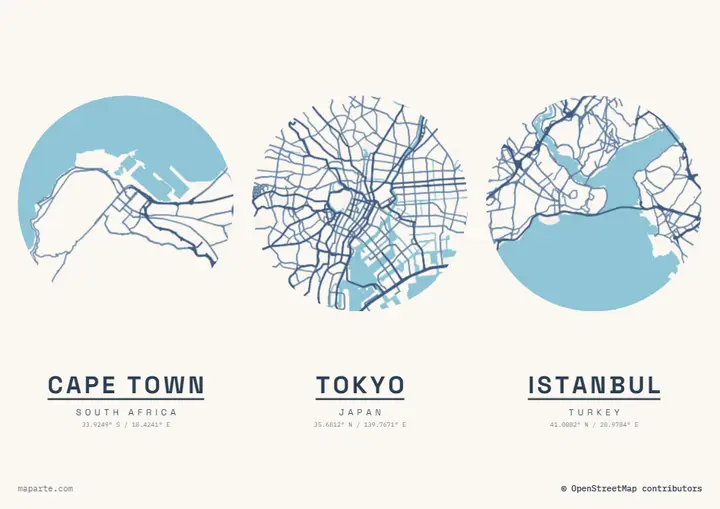 CAPE TOWN
SOUTH AFRICA
33.9249° S / 18.4241° E
TOKYO
JAPAN
35.6812° N / 139.7671° E
ISTANBUL
TURKEY
41.0082° N / 28.9784° E
maparte.com
© OpenStreetMap contributors